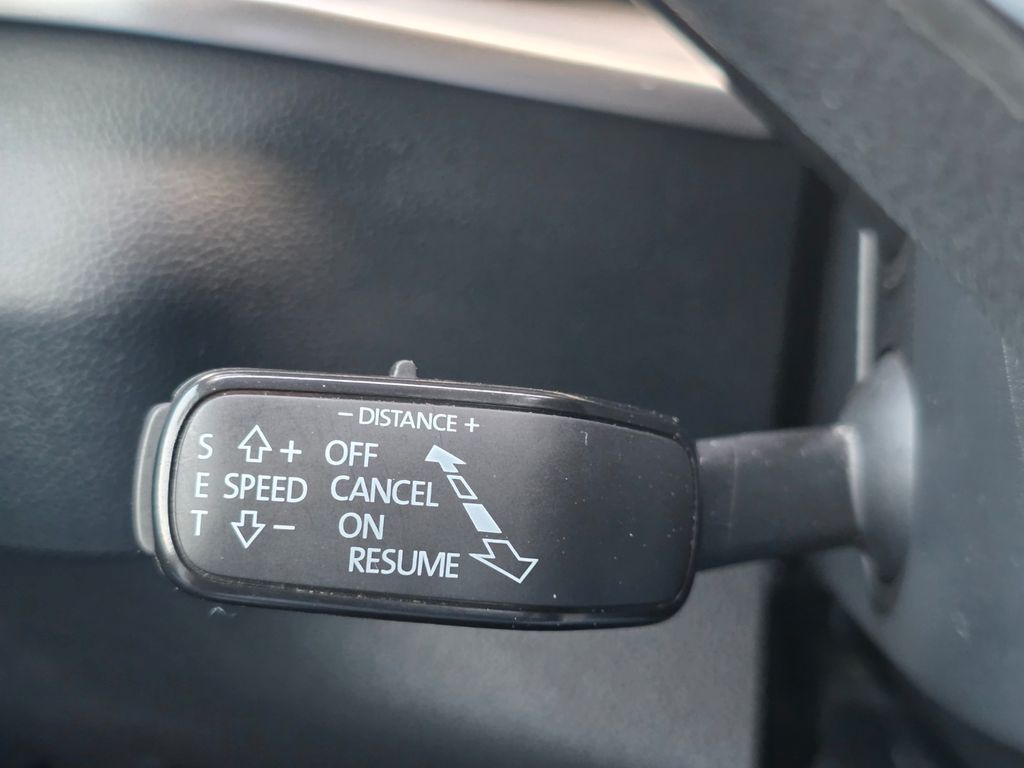 - DISTANCE +
S + OFF
E SPEED CANCEL
T - ON
RESUME